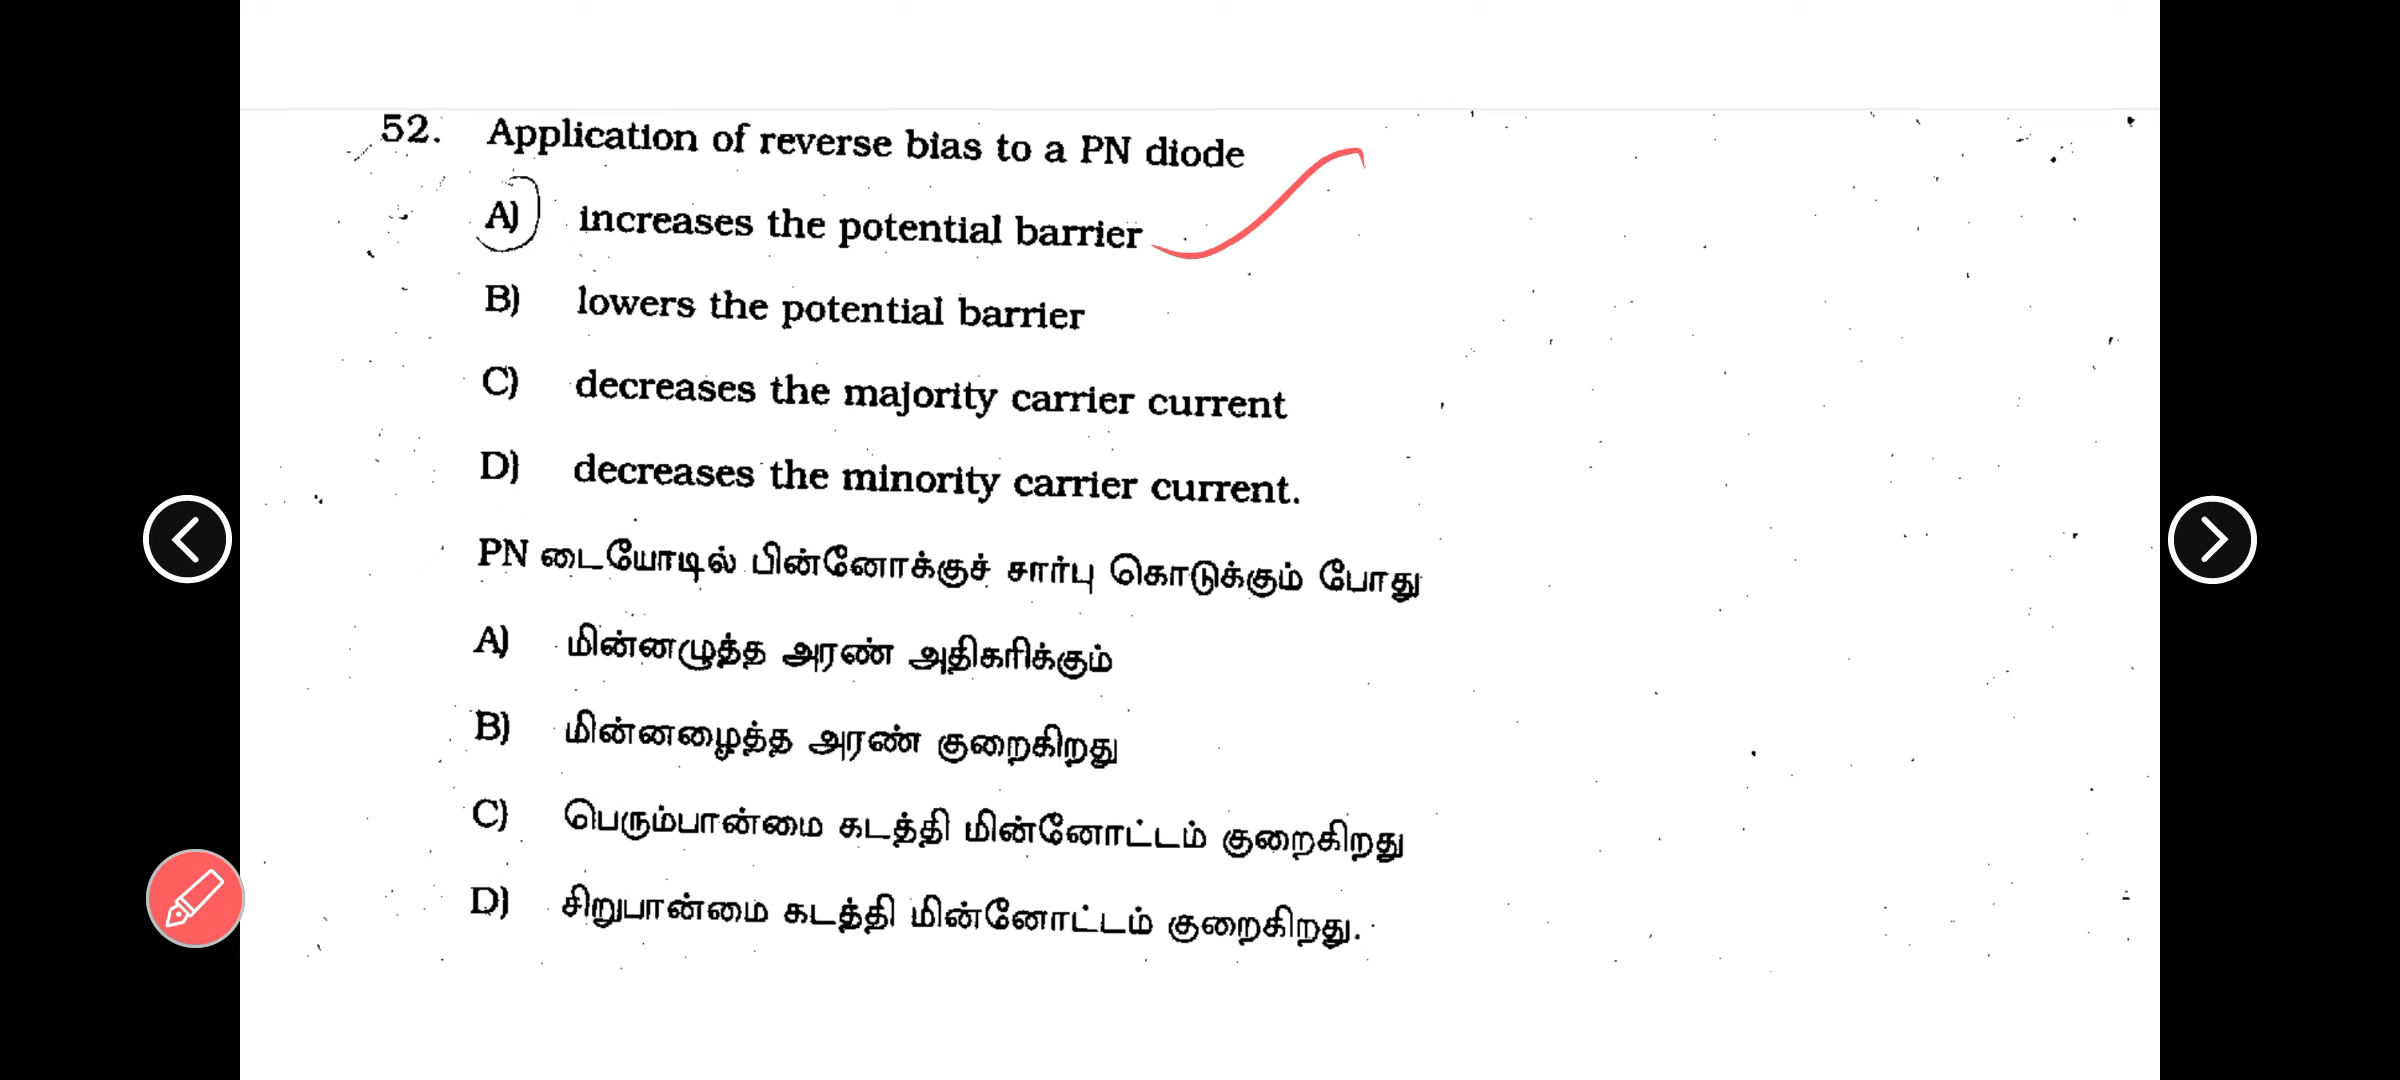 52. Application of reverse bias to a PN diode
A) increases the potential barrier
B) lowers the potential barrier
C) decreases the majority carrier current
D) decreases the minority carrier current.
PN டையோடில் பின்னோக்குச் சார்பு கொடுக்கும் போது
A) மின்னழுத்த அரண் அதிகரிக்கும்
B) மின்னழைத்த அரண் குறைகிறது
C) பெரும்பான்மை கடத்தி மின்னோட்டம் குறைகிறது
D) சிறுபான்மை கடத்தி மின்னோட்டம் குறைகிறது.